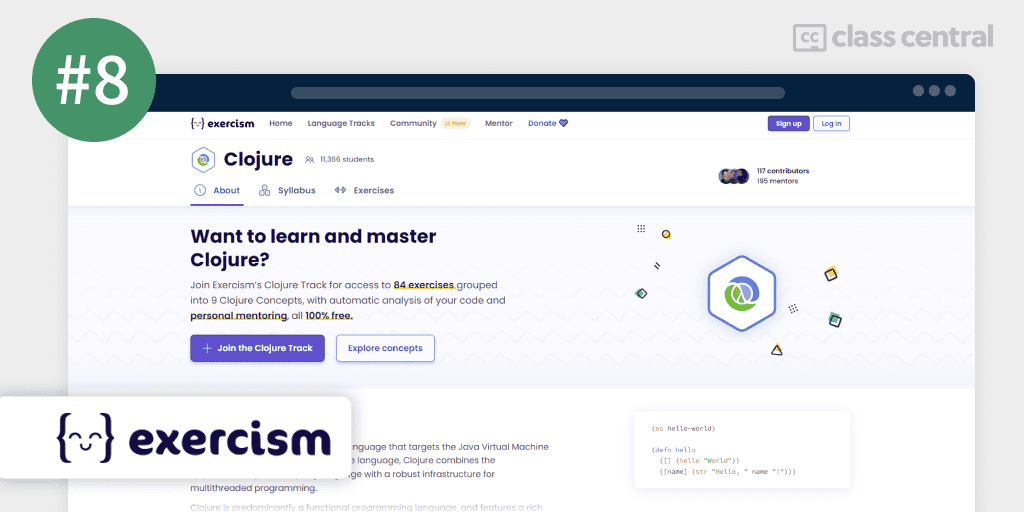 #8
class central
exercism Home Language Tracks Community New Mentor Donate Sign up Log in
Clojure 11,366 students
117 contributors
195 mentors
About Syllabus Exercises
Want to learn and master
Clojure?
Join Exercism's Clojure Track for access to 84 exercises grouped
into 9 Clojure Concepts, with automatic analysis of your code and
personal mentoring, all 100% free.
Join the Clojure Track Explore concepts
exercism
nguage that targets the Java Virtual Machine
e language, Clojure combines the
ge with a robust infrastructure for
multithreaded programming.
Clojure is predominantly a functional programming language, and features a rich
(ns hello-world)
(defn hello
([] (hello "World"))
([name] (str "Hello, " name "!")))